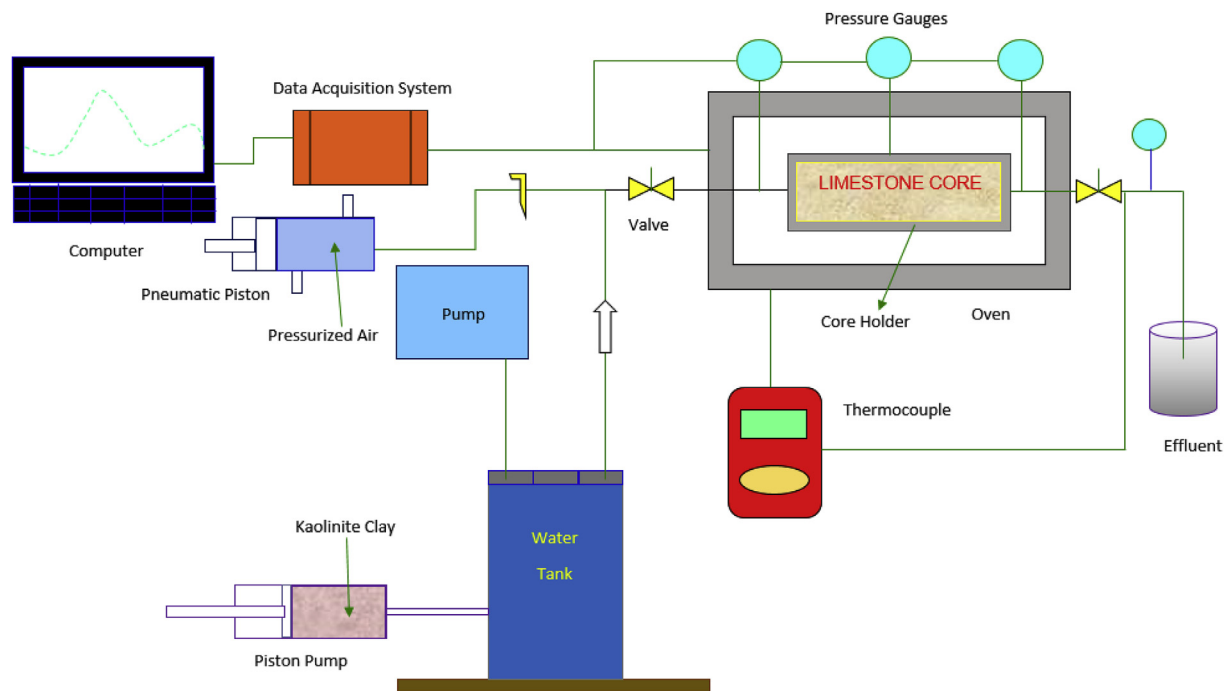 Pressure Gauges
Data Acquisition System
LIMESTONE CORE
Valve
Computer
Pneumatic Piston
Pump
Core Holder
Oven
Pressurized Air
Thermocouple
Effluent
Kaolinite Clay
Water
Tank
Piston Pump